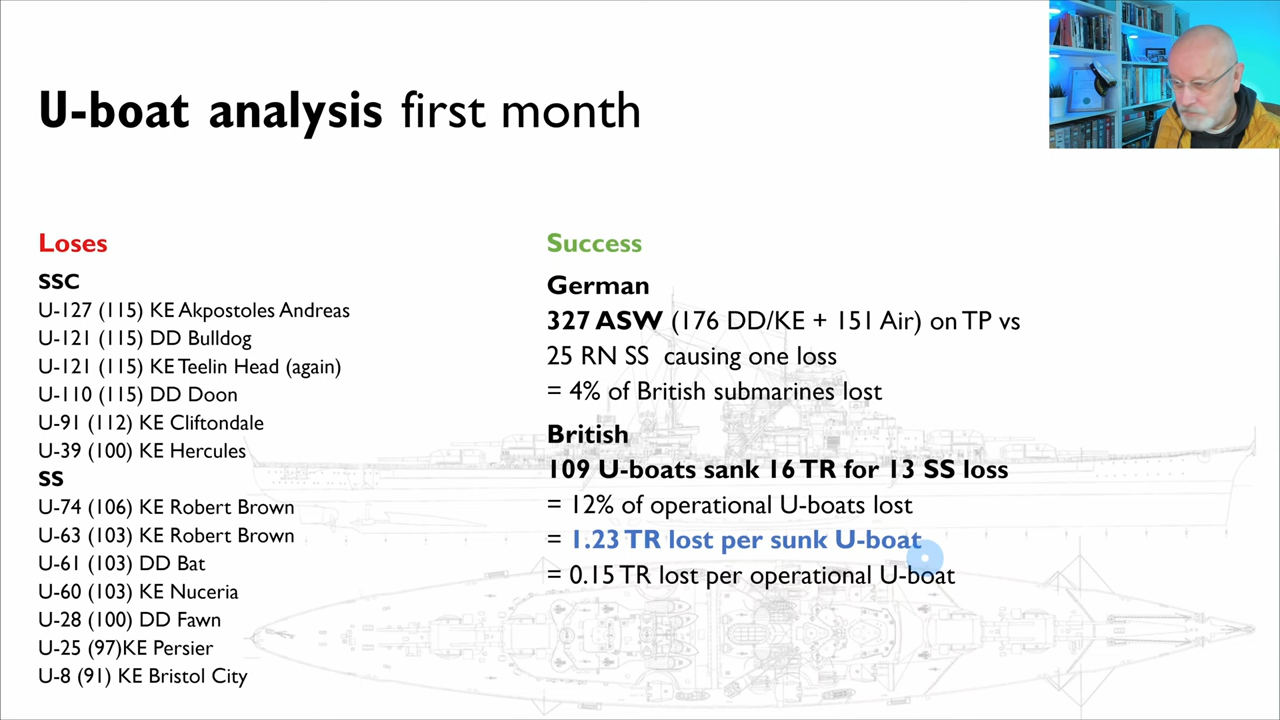 U-boat analysis first month
Loses
SSC
U-127 (115) KE Akpostoles Andreas
U-121 (115) DD Bulldog
U-121 (115) KE Teelin Head (again)
U-110 (115) DD Doon
U-91 (112) KE Cliftondale
U-39 (100) KE Hercules
SS
U-74 (106) KE Robert Brown
U-63 (103) KE Robert Brown
U-61 (103) DD Bat
U-60 (103) KE Nuceria
U-28 (100) DD Fawn
U-25 (97)KE Persier
U-8 (91) KE Bristol City
Success
German
327 ASW (176 DD/KE + 151 Air) on TP vs
25 RN SS causing one loss
= 4% of British submarines lost
British
109 U-boats sank 16 TR for 13 SS loss
= 12% of operational U-boats lost
= 1.23 TR lost per sunk U-boat
= 0.15 TR lost per operational U-boat